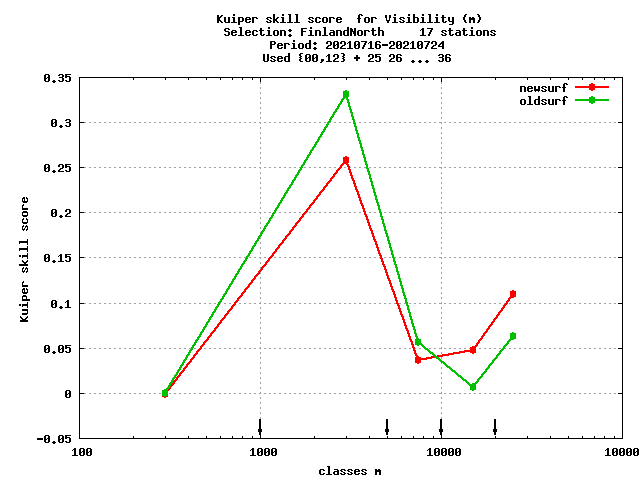 Kuiper skill score  for Visibility (m)
Selection: FinlandNorth     17 stations
Period: 20210716-20210724
Used {00,12} + 25 26 ... 36
newsurf
oldsurf
0.35
0.3
0.25
0.2
0.15
0.1
0.05
0
-0.05
Kuiper skill score
100
1000
10000
10000
classes m